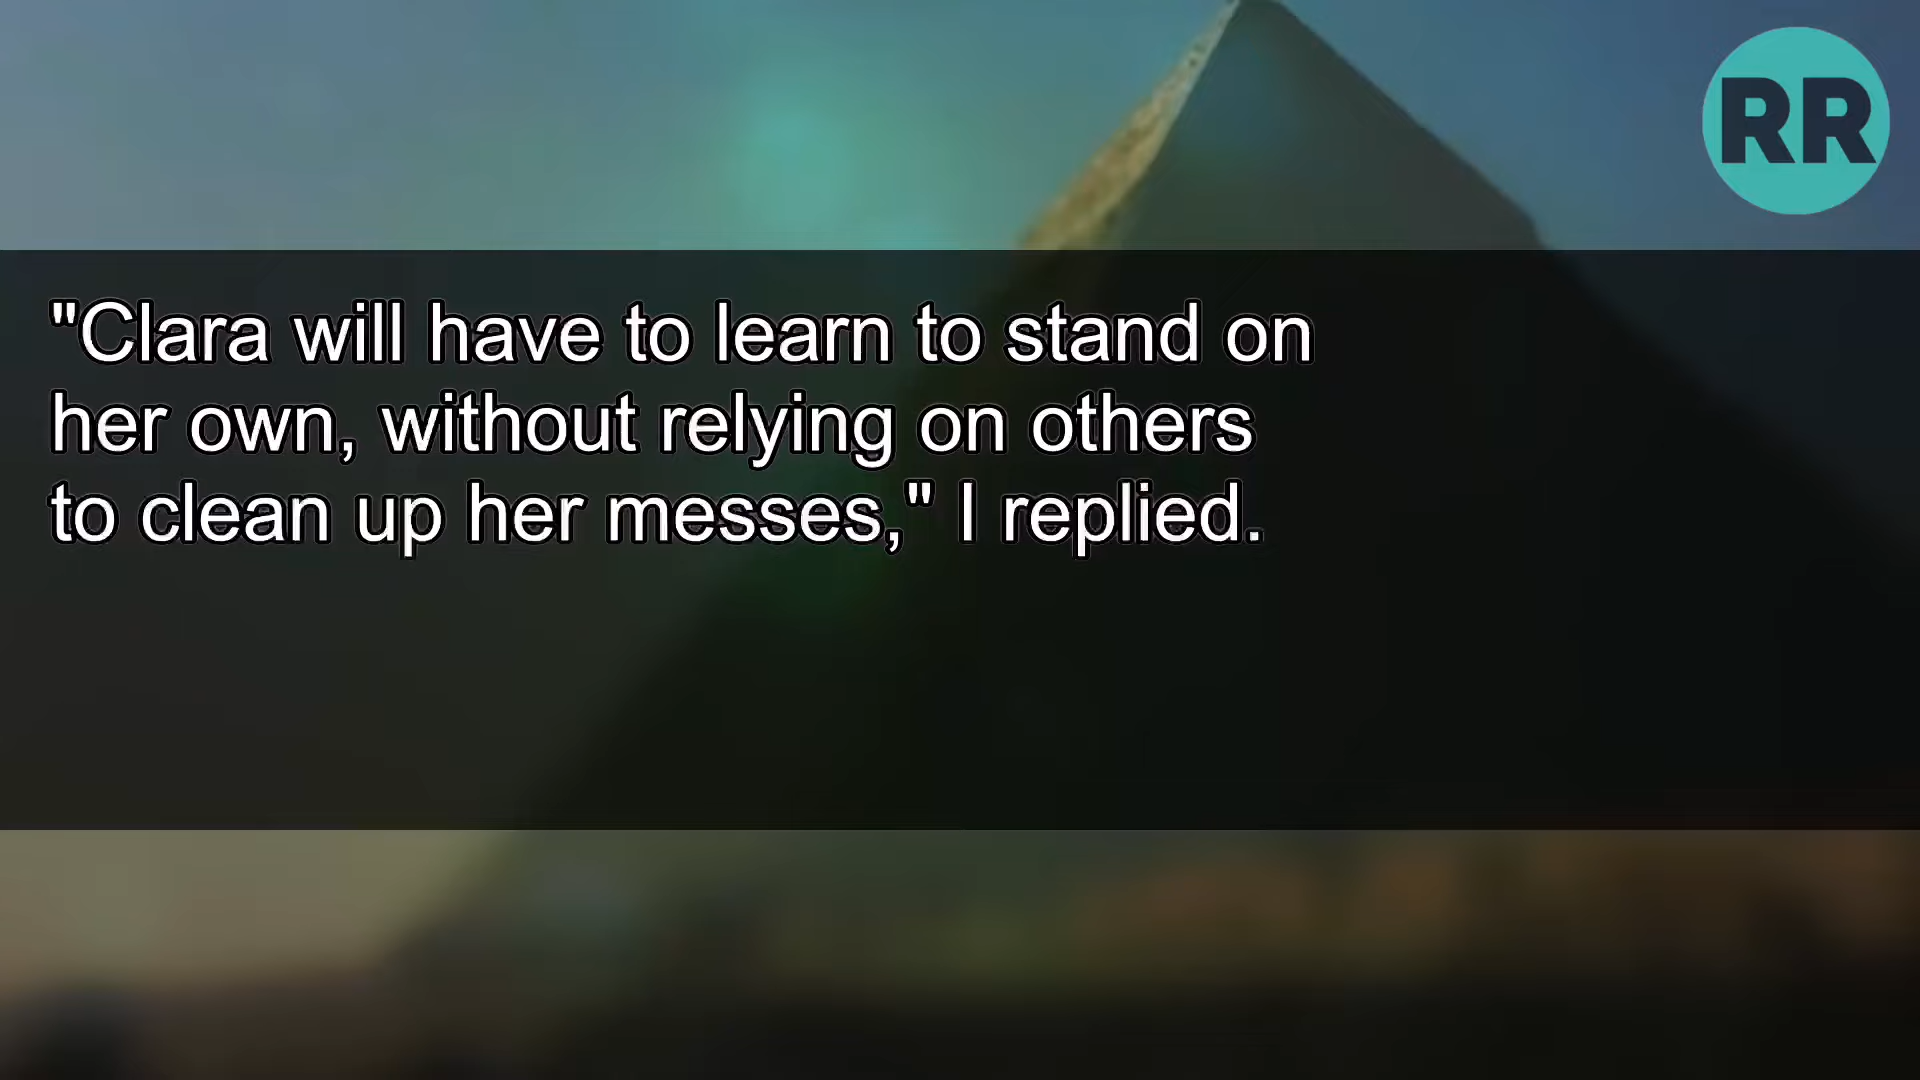 RR
"Clara will have to learn to stand on
her own, without relying on others
to clean up her messes," I replied.